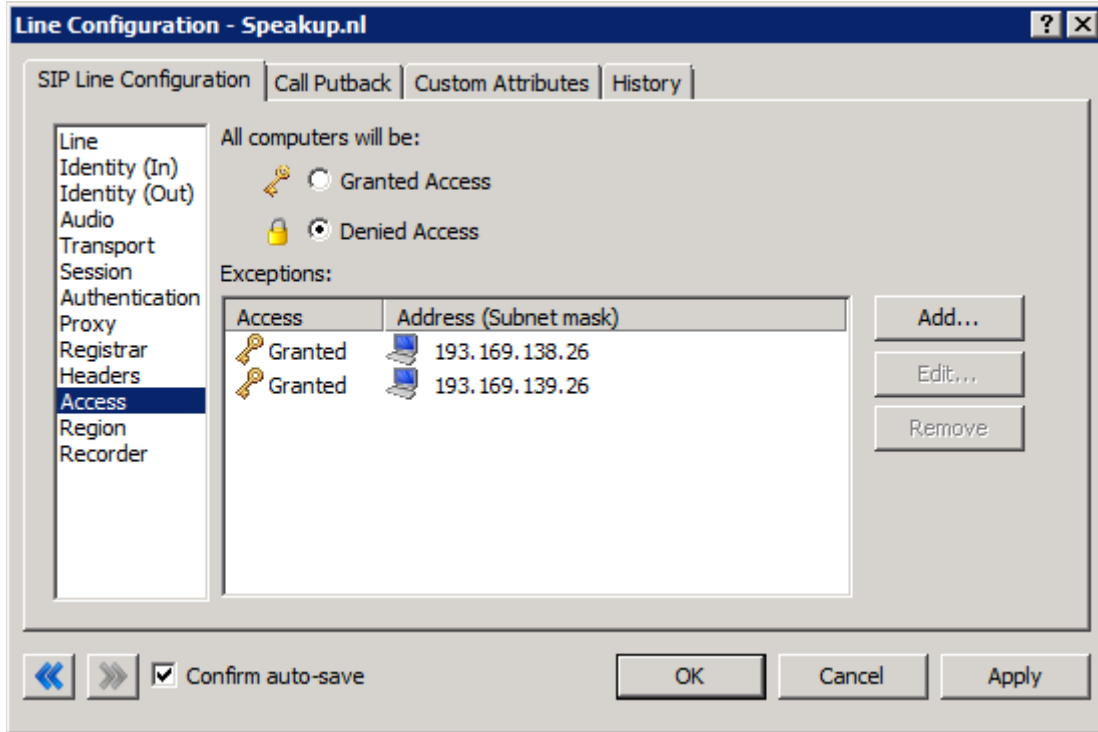 Line Configuration - Speakup.nl
SIP Line Configuration
Call Putback
Custom Attributes
History
Line
Identity (In)
Identity (Out)
Audio
Transport
Session
Authentication
Proxy
Registrar
Headers
Access
Region
Recorder
All computers will be:
Granted Access
Denied Access
Exceptions:
Access Address (Subnet mask)
Granted 193.169.138.26
Granted 193.169.139.26
Add...
Edit...
Remove
Confirm auto-save
OK
Cancel
Apply